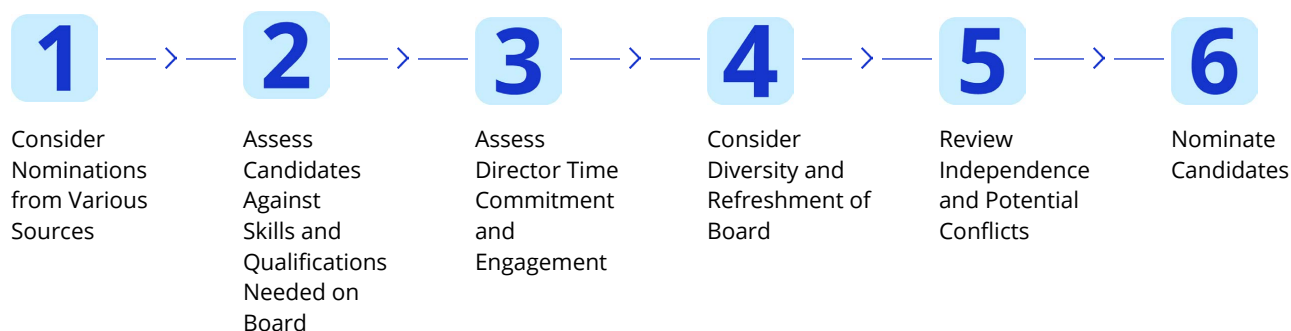 1
Consider
Nominations
from Various
Sources
2
Assess
Candidates
Against
Skills and
Qualifications
Needed on
Board
3
Assess
Director Time
Commitment
and
Engagement
4
Consider
Diversity and
Refreshment of
Board
5
Review
Independence
and Potential
Conflicts
6
Nominate
Candidates